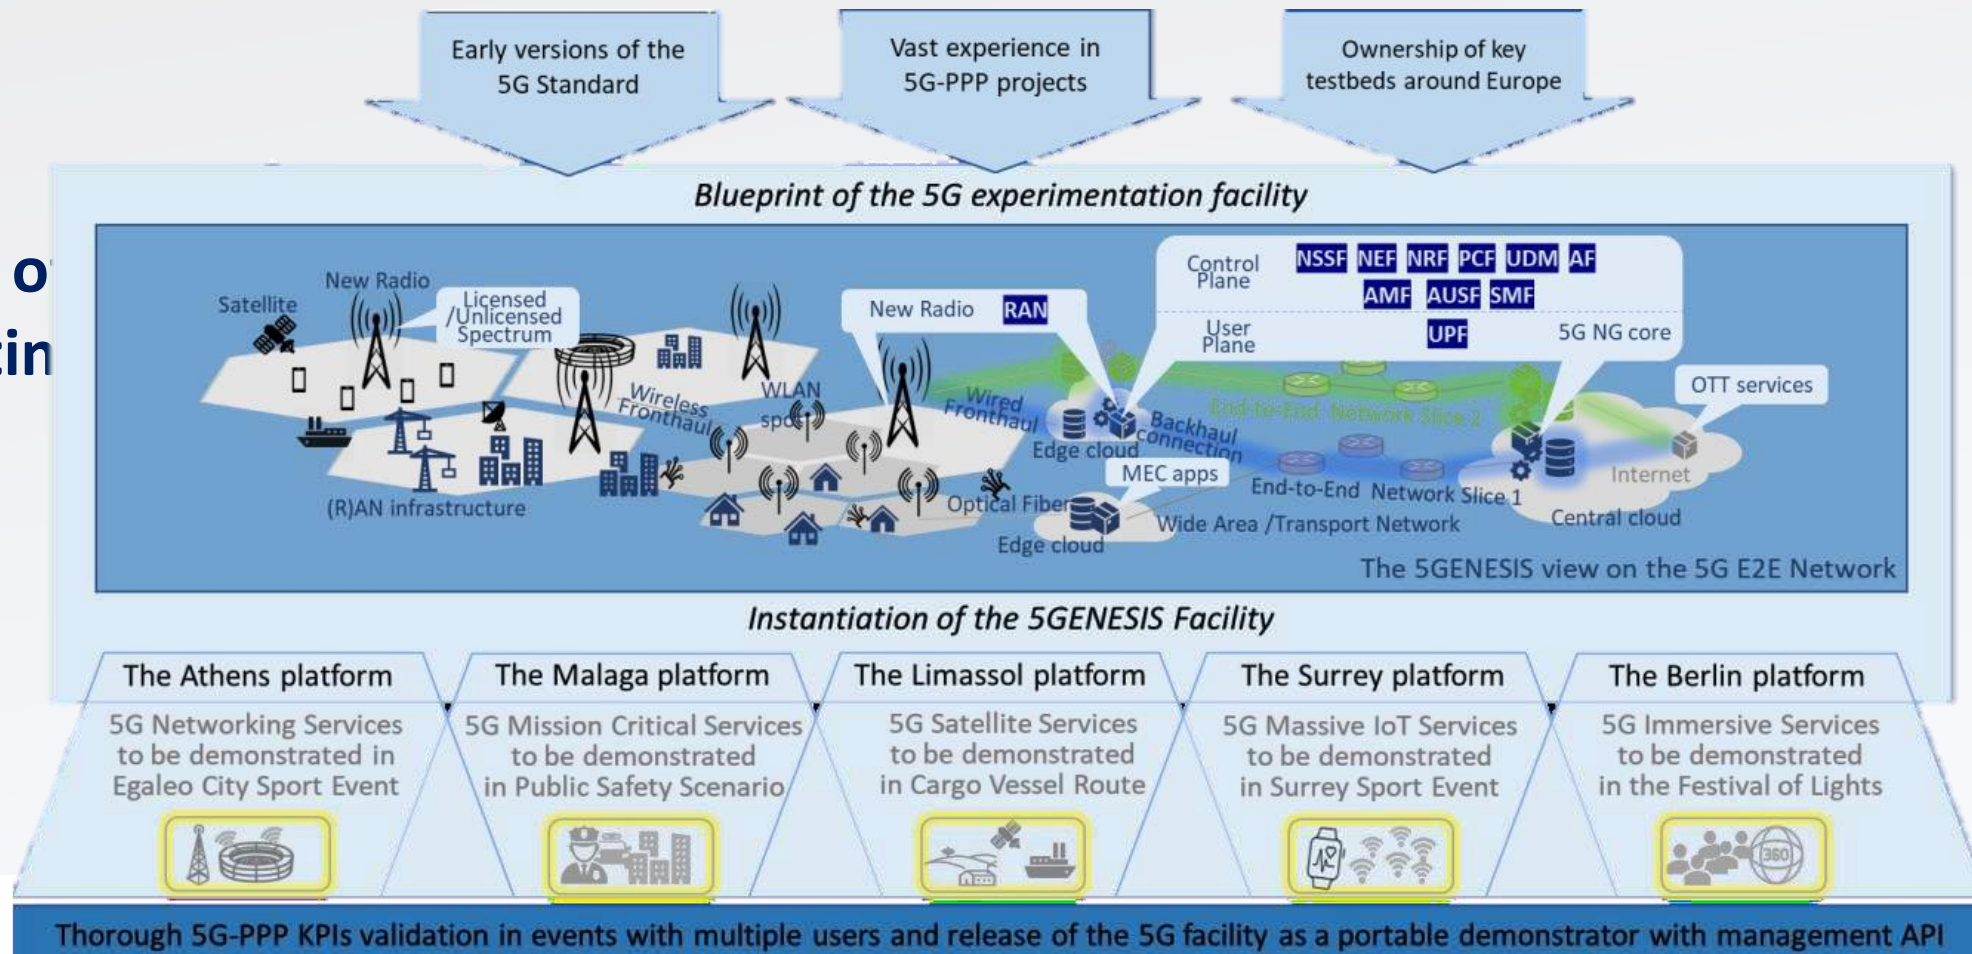 Early versions of the
5G Standard
Vast experience in
5G-PPP projects
Ownership of key
testbeds around Europe
Blueprint of the 5G experimentation facility
Satellite
New Radio
Licensed
/Unlicensed
Spectrum
Wireless
Fronthaul
WLAN
(R)AN infrastructure
New Radio
RAN
Wired
Fronthaul
Optical Fiber
Control
Plane
NSSF NEF NRF PCF UDM AF
AMF AUSF SMF
User
Plane
UPF
5G NG core
OTT services
End-to-End Network Slice 2
Backhaul
connection
Edge cloud
MEC apps
End-to-End Network Slice 1
Internet
Central cloud
Wide Area /Transport Network
Edge cloud
The 5GENESIS view on the 5G E2E Network
Instantiation of the 5GENESIS Facility
The Athens platform
5G Networking Services
to be demonstrated in
Egaleo City Sport Event
The Malaga platform
5G Mission Critical Services
to be demonstrated
in Public Safety Scenario
The Limassol platform
5G Satellite Services
to be demonstrated
in Cargo Vessel Route
The Surrey platform
5G Massive IoT Services
to be demonstrated
in Surrey Sport Event
The Berlin platform
5G Immersive Services
to be demonstrated
in the Festival of Lights
360
Thorough 5G-PPP KPIs validation in events with multiple users and release of the 5G facility as a portable demonstrator with management API